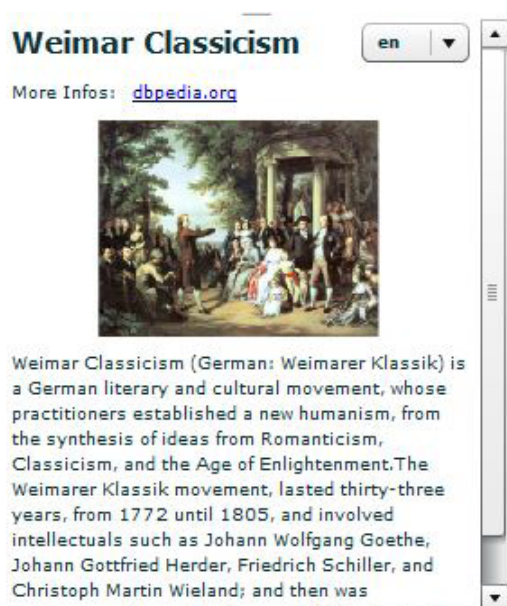 Weimar Classicism
en
More Infos: dbpedia.org
Weimar Classicism (German: Weimarer Klassik) is
a German literary and cultural movement, whose
practitioners established a new humanism, from
the synthesis of ideas from Romanticism,
Classicism, and the Age of Enlightenment.The
Weimarer Klassik movement, lasted thirty-three
years, from 1772 until 1805, and involved
intellectuals such as Johann Wolfgang Goethe,
Johann Gottfried Herder, Friedrich Schiller, and
Christoph Martin Wieland; and then was